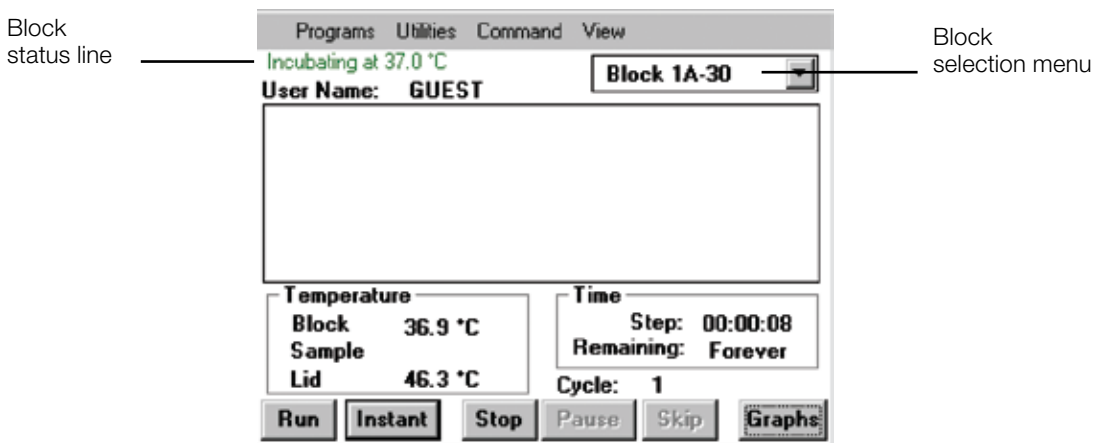 Block
status line
Programs Utilities Command View
Incubating at 37.0 °C
Block 1A-30
Block
selection menu
User Name: GUEST
Temperature
Block 36.9 °C
Sample
Lid 46.3 °C
Time
Step: 00:00:08
Remaining: Forever
Cycle: 1
Run Instant Stop Pause Skip Graphs